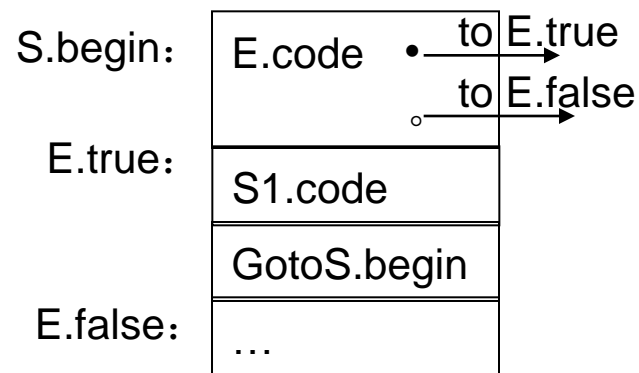 S.begin：
E.code
to E.true
to E.false
E.true：
S1.code
GotoS.begin
E.false：
…